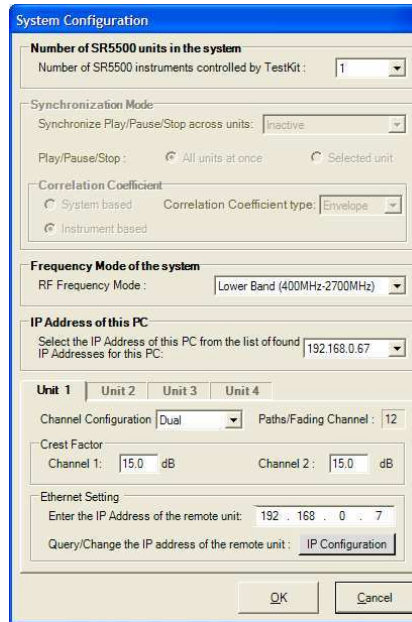 System Configuration
Number of SR5500 units in the system
Number of SR5500 instruments controlled by TestKit : 1
Synchronization Mode
Synchronize Play/Pause/Stop across units: Inactive
Play/Pause/Stop : All units at once Selected unit
Correlation Coefficient
System based Correlation Coefficient type: Envelope
Instrument based
Frequency Mode of the system
RF Frequency Mode : Lower Band (400MHz-2700MHz)
IP Address of this PC
Select the IP Address of this PC from the list of found
IP Addresses for this PC: 192.168.0.67
Unit 1 Unit 2 Unit 3 Unit 4
Channel Configuration Dual Paths/Fading Channel : 12
Crest Factor
Channel 1: 15.0 dB Channel 2 : 15.0 dB
Ethernet Setting
Enter the IP Address of the remote unit: 192 . 168 . 0 . 7
Query/Change the IP address of the remote unit : IP Configuration
OK Cancel